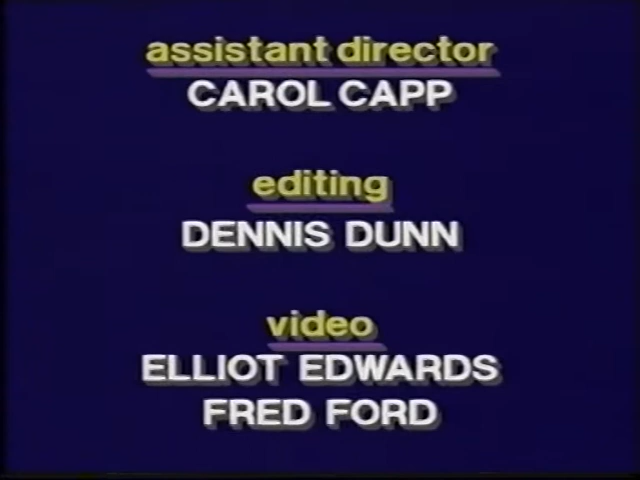 assistant director
CAROL CAPP
editing
DENNIS DUNN
video
ELLIOT EDWARDS
FRED FORD